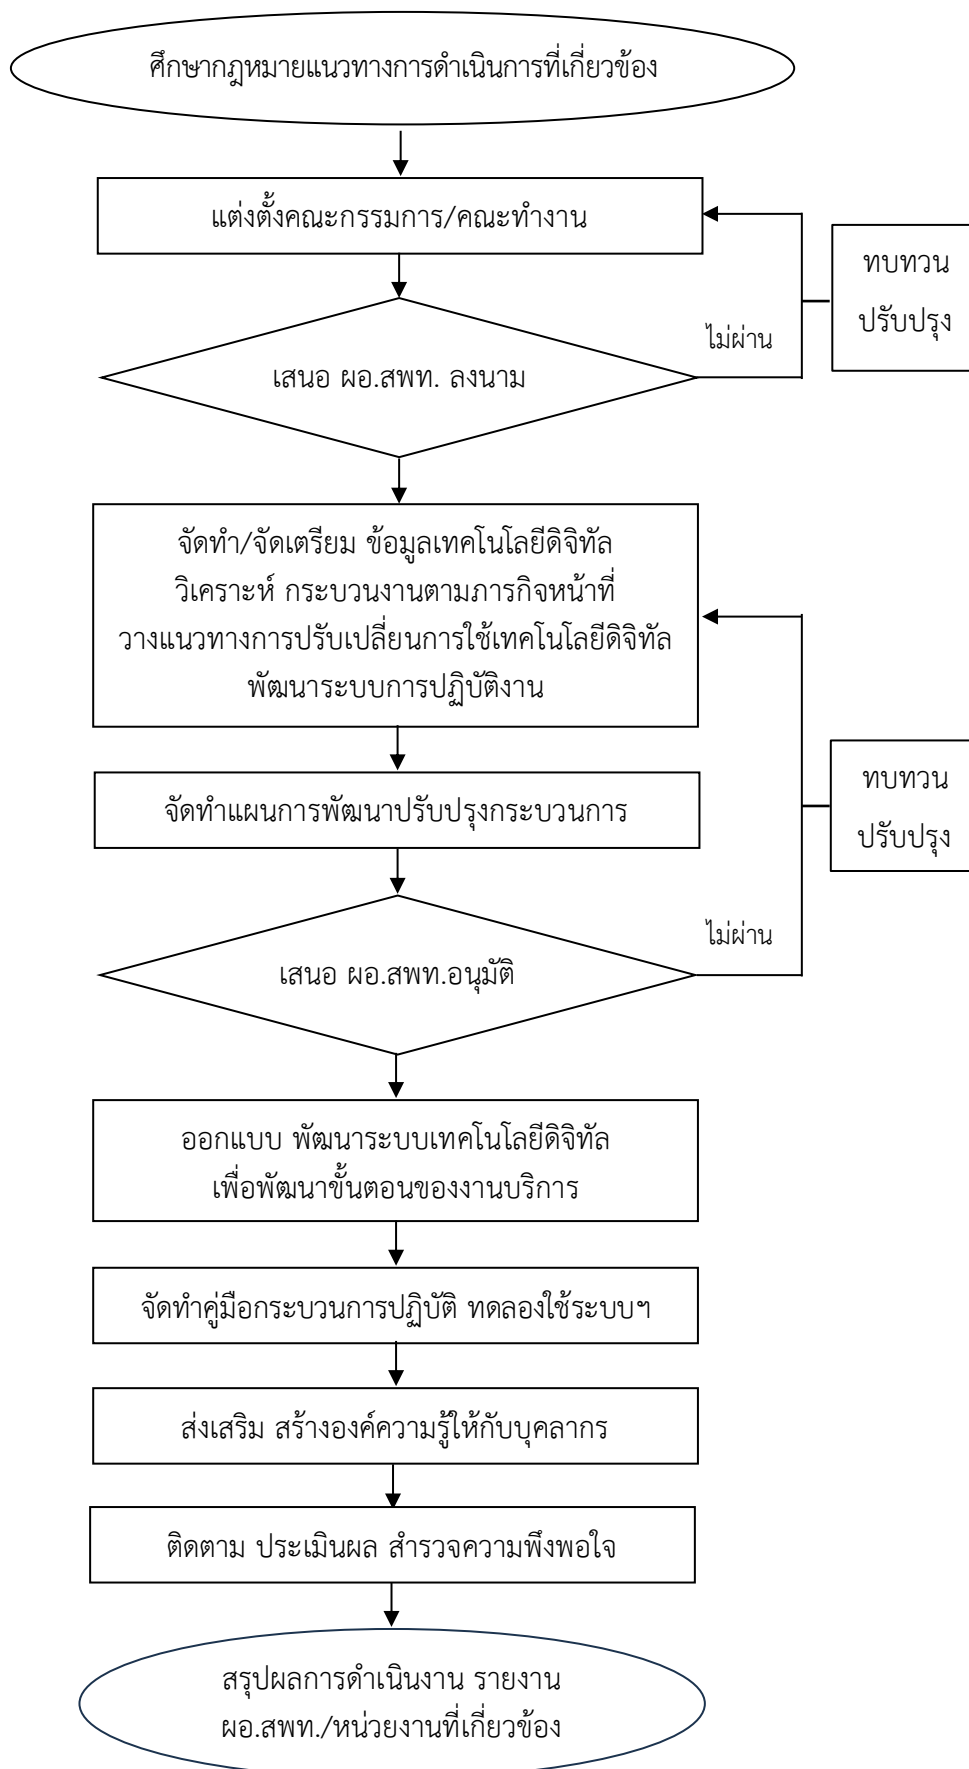 ศึกษากฎหมายแนวทางการดำเนินการที่เกี่ยวข้อง
แต่งตั้งคณะกรรมการ/คณะทำงาน
ทบทวน
ปรับปรุง
ไม่ผ่าน
เสนอ ผอ.สพท. ลงนาม
จัดทำ/จัดเตรียม ข้อมูลเทคโนโลยีดิจิทัล
วิเคราะห์ กระบวนงานตามภารกิจหน้าที่
วางแนวทางการปรับเปลี่ยนการใช้เทคโนโลยีดิจิทัล
พัฒนาระบบการปฏิบัติงาน
ทบทวน
ปรับปรุง
จัดทำแผนการพัฒนาปรับปรุงกระบวนการ
ไม่ผ่าน
เสนอ ผอ.สพท.อนุมัติ
ออกแบบ พัฒนาระบบเทคโนโลยีดิจิทัล
เพื่อพัฒนาขั้นตอนของงานบริการ
จัดทำคู่มือกระบวนการปฏิบัติ ทดลองใช้ระบบฯ
ส่งเสริม สร้างองค์ความรู้ให้กับบุคลากร
ติดตาม ประเมินผล สำรวจความพึงพอใจ
สรุปผลการดำเนินงาน รายงาน
ผอ.สพท./หน่วยงานที่เกี่ยวข้อง